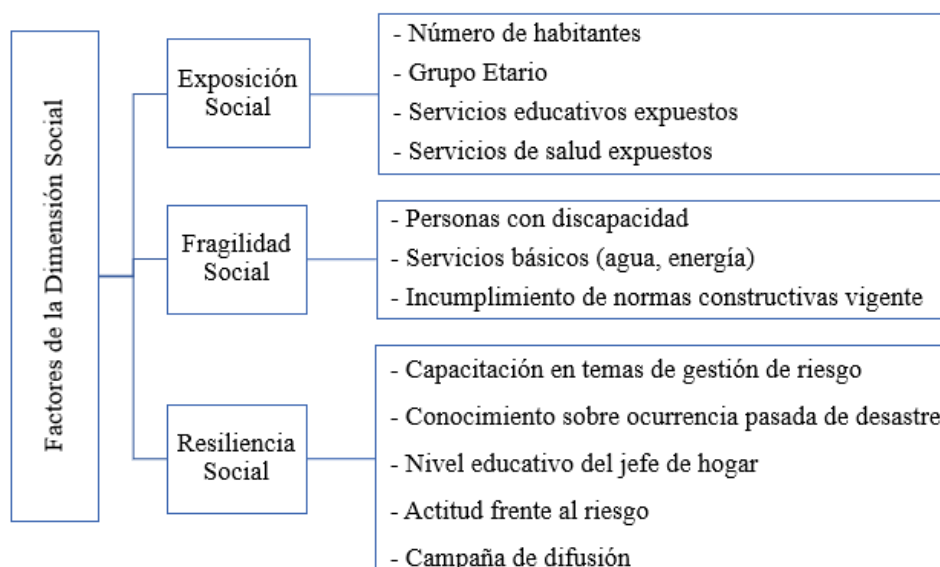 Factores de la Dimensión Social
Exposición
Social
- Número de habitantes
- Grupo Etario
- Servicios educativos expuestos
- Servicios de salud expuestos
Fragilidad
Social
- Personas con discapacidad
- Servicios básicos (agua, energía)
- Incumplimiento de normas constructivas vigente
Resiliencia
Social
- Capacitación en temas de gestión de riesgo
- Conocimiento sobre ocurrencia pasada de desastre
- Nivel educativo del jefe de hogar
- Actitud frente al riesgo
- Campaña de difusión